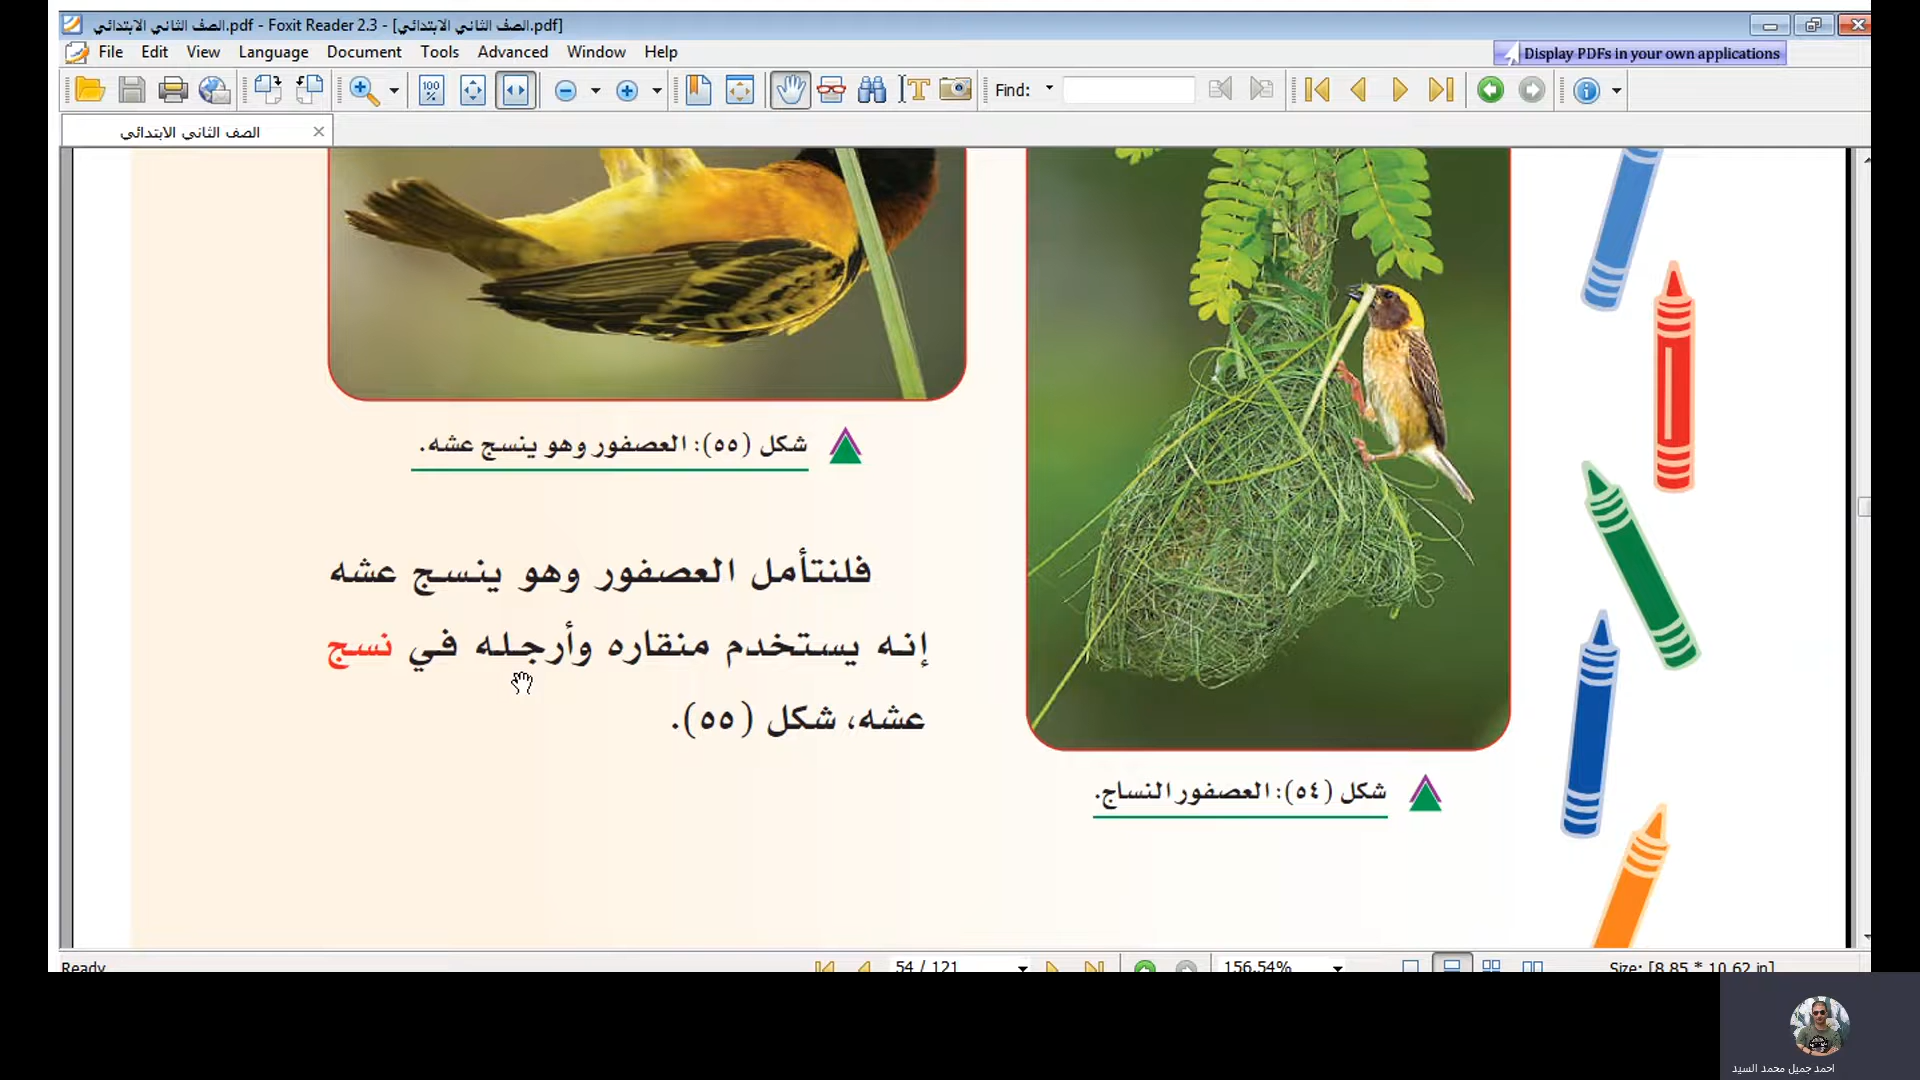 الصف الثاني الابتدائي.pdf - Foxit Reader 2.3 - [الصف الثاني الابتدائي.pdf]
File Edit View Language Document Tools Advanced Window Help
Display PDFs in your own applications
Find:
الصف الثاني الابتدائي
شكل (٥٥): العصفور وهو ينسج عشه.
فلنتأمل العصفور وهو ينسج عشه
إنه يستخدم منقاره وأرجله في نسج
عشه، شكل (٥٥).
شكل (٥٤): العصفور النساج.
Ready 54 / 121 156.54% Size: [8.85 * 10.62 in]
احمد جميل محمد السيد